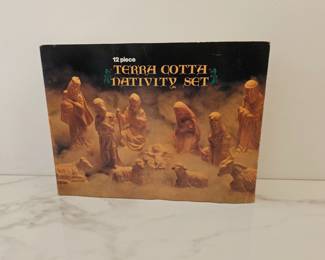 12 piece
TERRA COTTA
NATIVITY SET